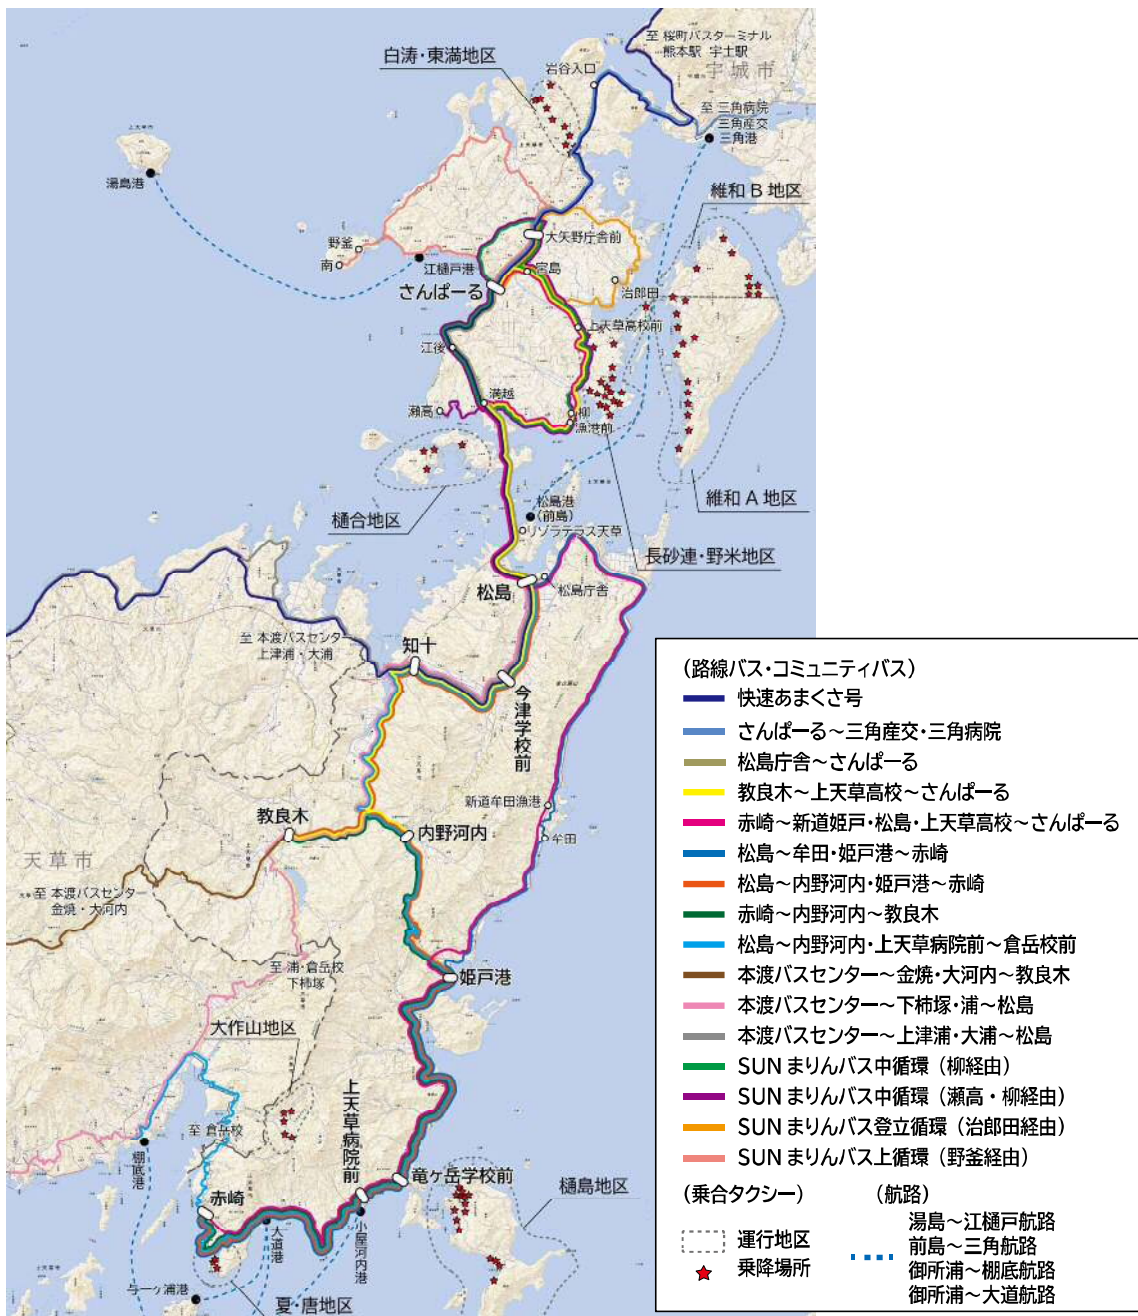 至 桜町バスターミナル
熊本駅 宇土駅
宇城市
白涛・東満地区
岩谷入口
至 三角病院
三角産交
三角港
上天草市
湯島港
維和 B 地区
野釜
南
江樋戸港
大矢野庁舎前
宮島
さんぱーる
治郎田
上天草高校前
江後
満越
瀬高
柳
漁港前
維和 A 地区
樋合地区
松島港
(前島)
リゾラテラス天草
長砂連・野米地区
松島
松島庁舎
至 本渡バスセンター
上津浦・大浦
知十
今津学校前
新道牟田漁港
教良木
内野河内
牟田
天草市
至 本渡バスセンター
金焼・大河内
至 浦・倉岳校
下柿塚
姫戸港
大作山地区
上天草病院前
至 倉岳校
棚底港
竜ヶ岳学校前
樋島地区
赤崎
大道港
小屋河内港
与一ヶ浦港
夏・唐地区
(路線バス・コミュニティバス)
快速あまくさ号
さんぱーる～三角産交・三角病院
松島庁舎～さんぱーる
教良木～上天草高校～さんぱーる
赤崎～新道姫戸・松島・上天草高校～さんぱーる
松島～牟田・姫戸港～赤崎
松島～内野河内・姫戸港～赤崎
赤崎～内野河内～教良木
松島～内野河内・上天草病院前～倉岳校前
本渡バスセンター～金焼・大河内～教良木
本渡バスセンター～下柿塚・浦～松島
本渡バスセンター～上津浦・大浦～松島
SUN まりんバス中循環（柳経由）
SUN まりんバス中循環（瀬高・柳経由）
SUN まりんバス登立循環（治郎田経由）
SUN まりんバス上循環（野釜経由）
(乗合タクシー)
運行地区
乗降場所
(航路)
湯島～江樋戸航路
前島～三角航路
御所浦～棚底航路
御所浦～大道航路